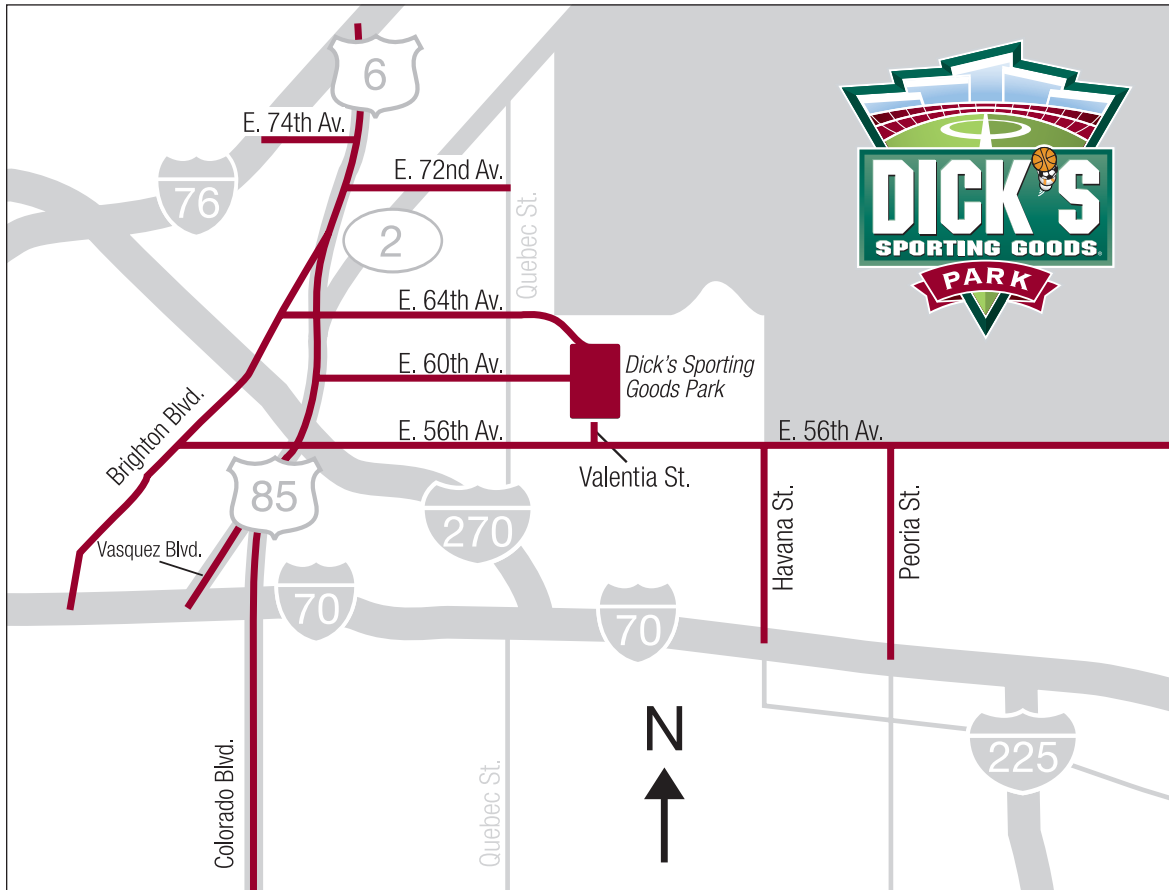 6
E. 74th Av.
76
E. 72nd Av.
2
Quebec St.
DICK'S
SPORTING GOODS
PARK
E. 64th Av.
E. 60th Av.
Dick's Sporting
Goods Park
Brighton Blvd.
E. 56th Av.
E. 56th Av.
Valentia St.
85
270
Vasquez Blvd.
Havana St.
Peoria St.
70
70
N
225
Colorado Blvd.
Quebec St.